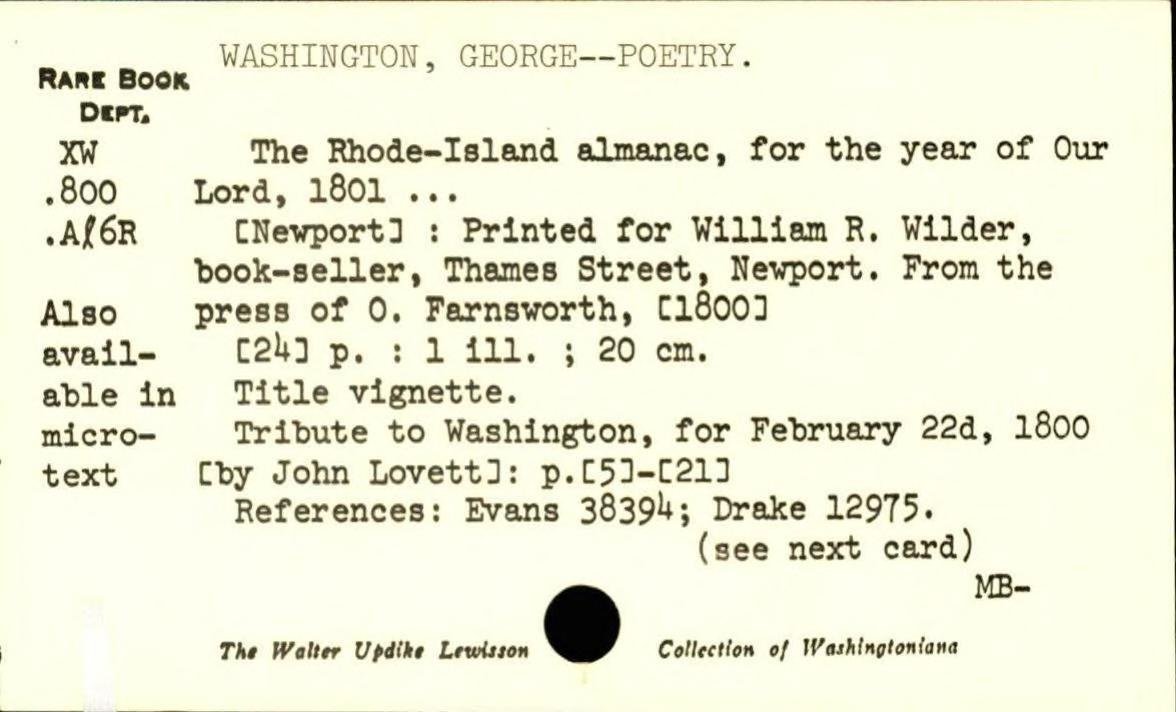 WASHINGTON, GEORGE--POETRY.
RARE BOOK
DEPT.
XW The Rhode-Island almanac, for the year of Our
.800 Lord, 1801 ...
.Al6R [Newport] : Printed for William R. Wilder,
book-seller, Thames Street, Newport. From the
Also press of O. Farnsworth, [1800]
avail- [24] p. : 1 ill. ; 20 cm.
able in Title vignette.
micro- Tribute to Washington, for February 22d, 1800
text [by John Lovett]: p.[5]-[21]
References: Evans 38394; Drake 12975.
(see next card)
MB-
The Walter Updike Lewisson Collection of Washingtoniana